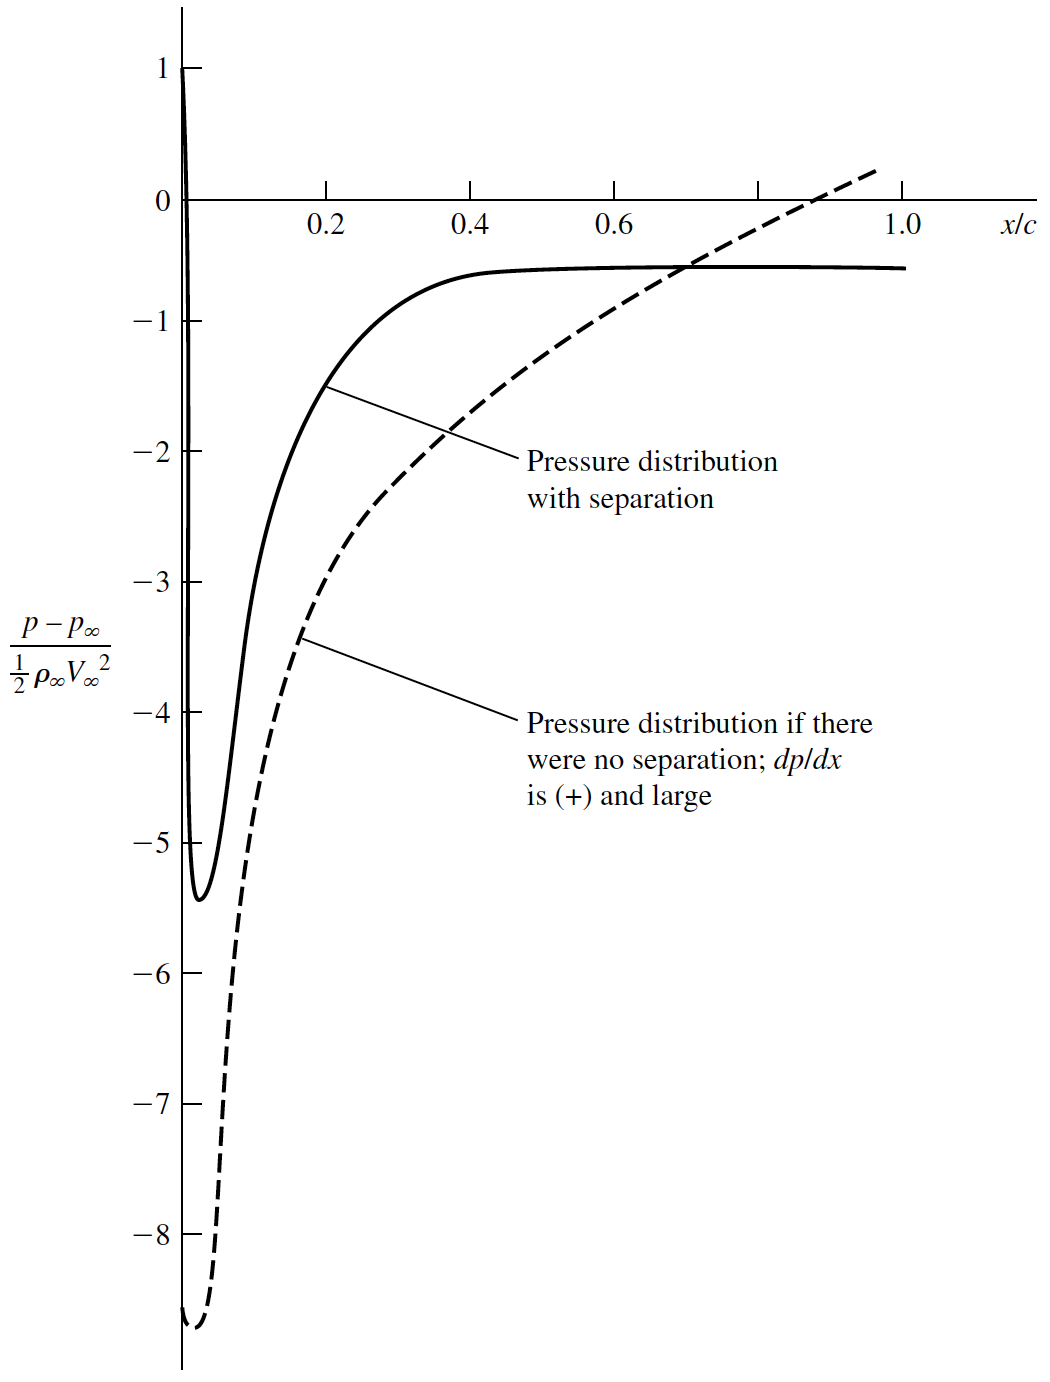 1
0
0.2 0.4 0.6 1.0 x/c
−1
−2
Pressure distribution
with separation
−3
p − p∞
1/2 ρ∞V∞²
−4
Pressure distribution if there
were no separation; dp/dx
is (+) and large
−5
−6
−7
−8